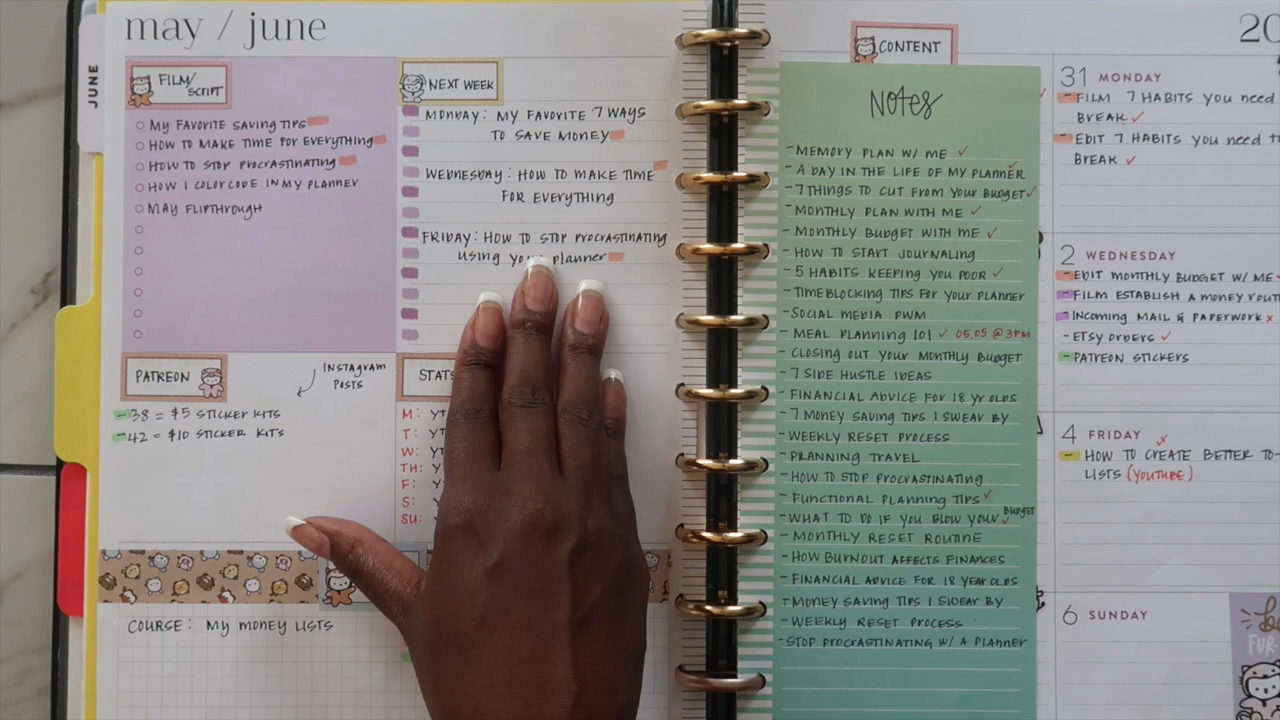 may / june
20
JUNE
FILM/
SCRIPT
MY FAVORITE SAVING TIPS
HOW TO MAKE TIME FOR EVERYTHING
HOW TO STOP PROCRASTINATING
HOW I COLOR CODE IN MY PLANNER
MAY FLIPTHROUGH
NEXT WEEK
MONDAY: MY FAVORITE 7 WAYS
TO SAVE MONEY
WEDNESDAY: HOW TO MAKE TIME
FOR EVERYTHING
FRIDAY: HOW TO STOP PROCRASTINATING
USING planner
PATREON
INSTAGRAM
POSTS
38 = $5 STICKER KITS
42 = $10 STICKER KITS
STATS
M: YT
T: YT
W: YT
TH: YT
F: YT
S: YT
SU: YT
COURSE: MY MONEY LISTS
CONTENT
Notes
- MEMORY PLAN W/ ME ✓
- A DAY IN THE LIFE OF MY PLANNER ✓
- 7 THINGS TO CUT FROM YOUR BUDGET ✓
- MONTHLY PLAN WITH ME ✓
- MONTHLY BUDGET WITH ME ✓
- HOW TO START JOURNALING
- 5 HABITS KEEPING YOU POOR ✓
- TIMEBLOCKING TIPS FOR YOUR PLANNER
- SOCIAL MEDIA PWM
- MEAL PLANNING 101 ✓ 05.05 @ 3PM
- CLOSING OUT YOUR MONTHLY BUDGET
- 7 SIDE HUSTLE IDEAS
- FINANCIAL ADVICE FOR 18 YR OLDS
- 7 MONEY SAVING TIPS I SWEAR BY
- WEEKLY RESET PROCESS
- PLANNING TRAVEL
- HOW TO STOP PROCRASTINATING
- FUNCTIONAL PLANNING TIPS ✓
- WHAT TO DO IF YOU BLOW YOUR BUDGET ✓
- MONTHLY RESET ROUTINE
- HOW BURNOUT AFFECTS FINANCES
- FINANCIAL ADVICE FOR 18 YEAR OLDS
- MONEY SAVING TIPS I SWEAR BY
- WEEKLY RESET PROCESS
- STOP PROCRASTINATING W/ A PLANNER
31 MONDAY
- FILM 7 HABITS YOU NEED
BREAK ✓
- EDIT 7 HABITS YOU NEED
BREAK ✓
2 WEDNESDAY
- EDIT MONTHLY BUDGET W/ ME
- FILM ESTABLISH A MONEY
- INCOMING MAIL & PAPERWORK x
- ETSY ORDERS ✓
- PATREON STICKERS
4 FRIDAY
- HOW TO CREATE BETTER TO-
LISTS (YOUTUBE) x
6 SUNDAY
FUR-